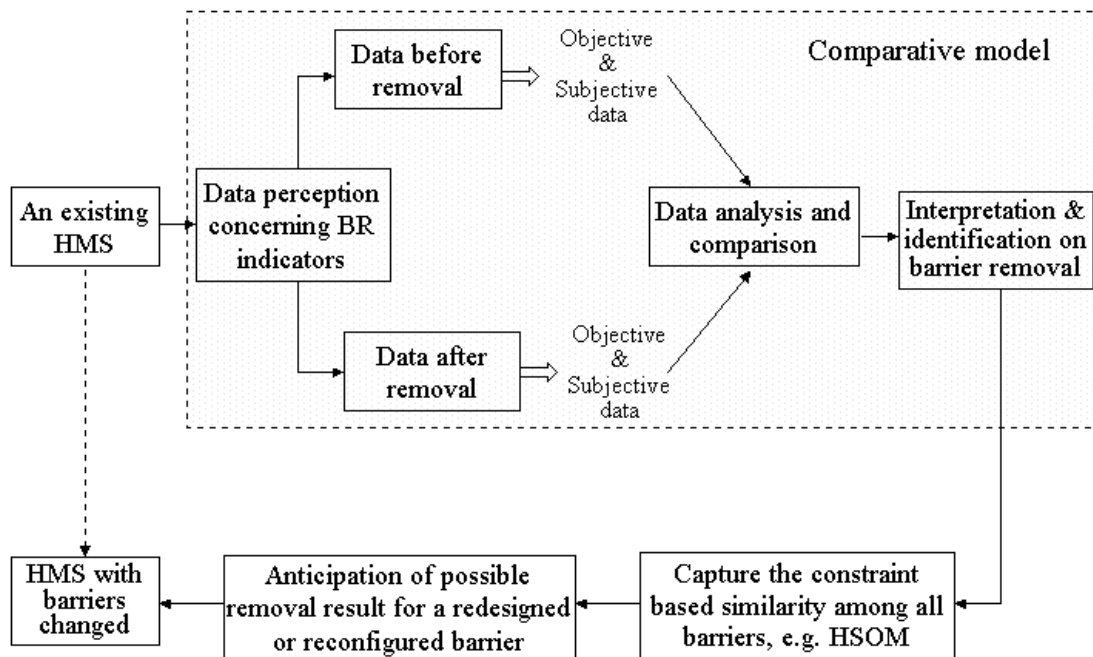 Comparative model
Data before
removal
Objective
&
Subjective
data
An existing
HMS
Data perception
concerning BR
indicators
Data analysis and
comparison
Interpretation &
identification on
barrier removal
Data after
removal
Objective
&
Subjective
data
HMS with
barriers
changed
Anticipation of possible
removal result for a redesigned
or reconfigured barrier
Capture the constraint
based similarity among all
barriers, e.g. HSOM